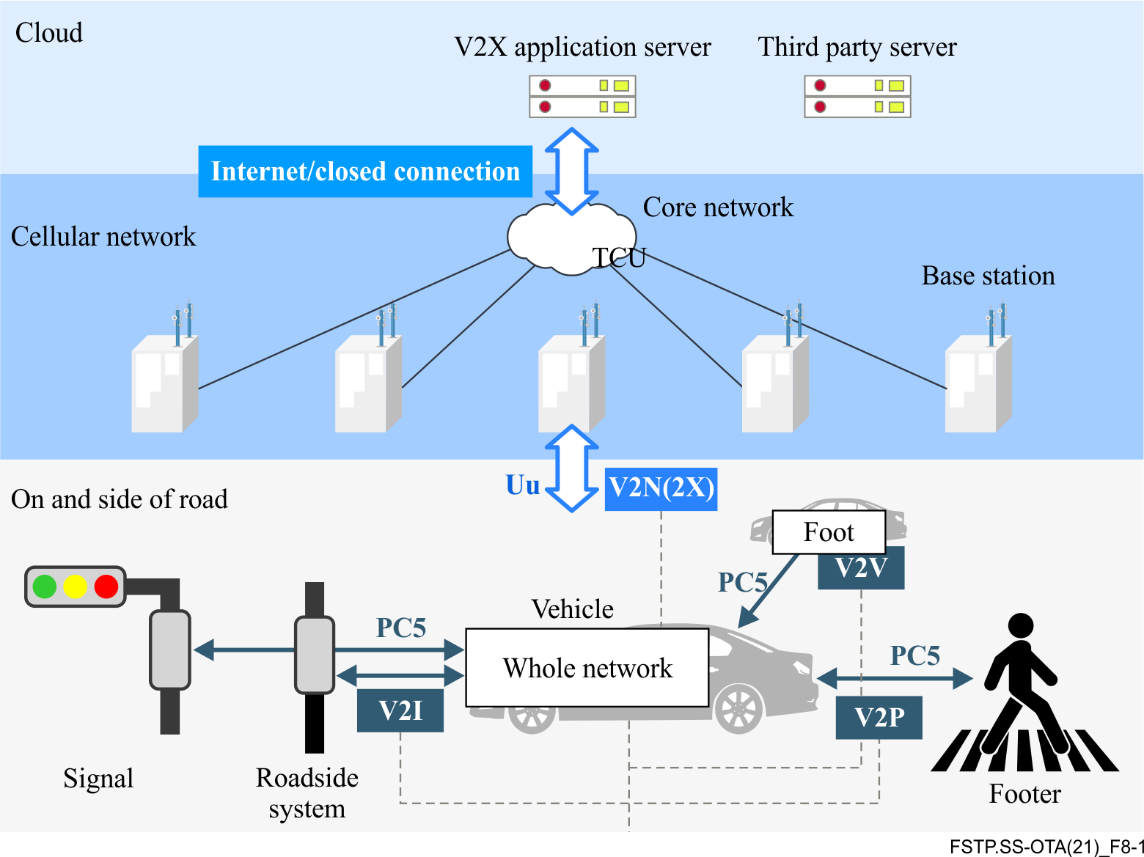 Cloud
V2X application server
Third party server
Internet/closed connection
Core network
Cellular network
TCU
Base station
Uu
V2N(2X)
On and side of road
Foot
V2V
PC5
Vehicle
PC5
Whole network
PC5
V2I
V2P
Signal
Roadside
system
Footer
FSTP.SS-OTA(21)_F8-1